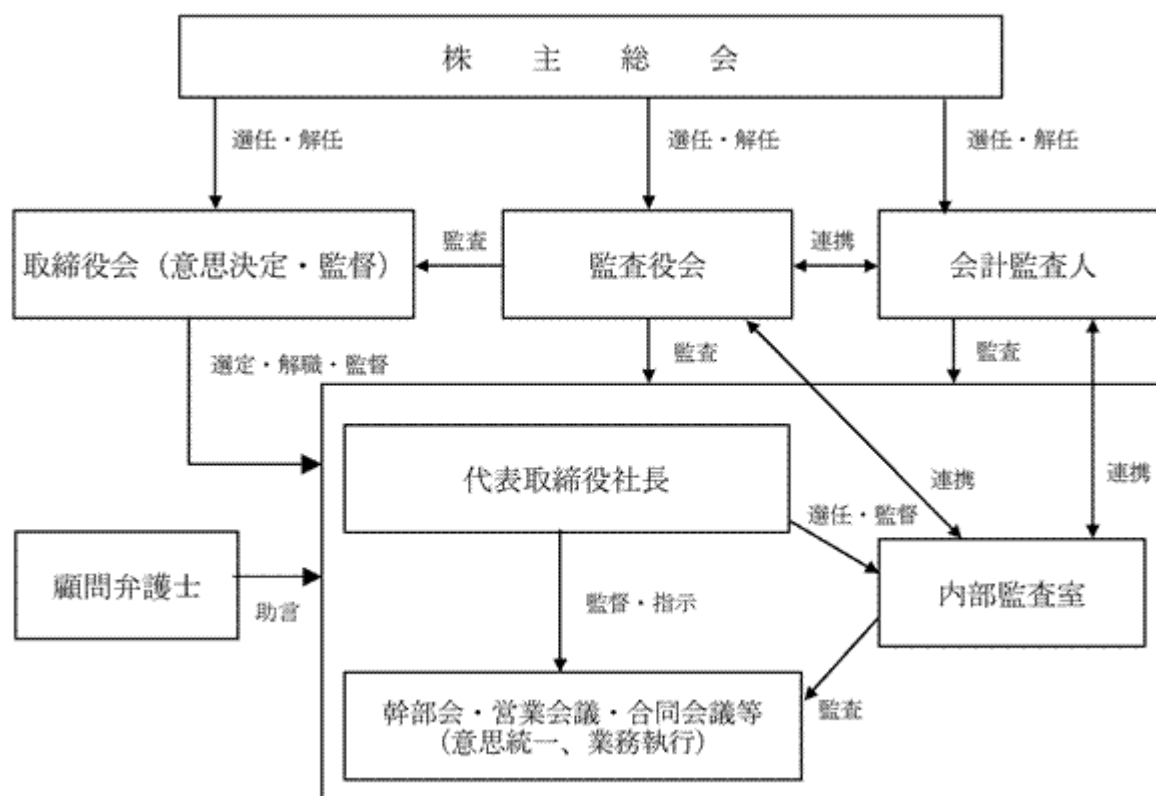 株主総会
選任・解任
選任・解任
選任・解任
取締役会（意思決定・監督）
監査
監査役会
連携
会計監査人
選定・解職・監督
監査
監査
代表取締役社長
連携
連携
選任・監督
顧問弁護士
助言
監督・指示
内部監査室
幹部会・営業会議・合同会議等
(意思統一、業務執行)
監査